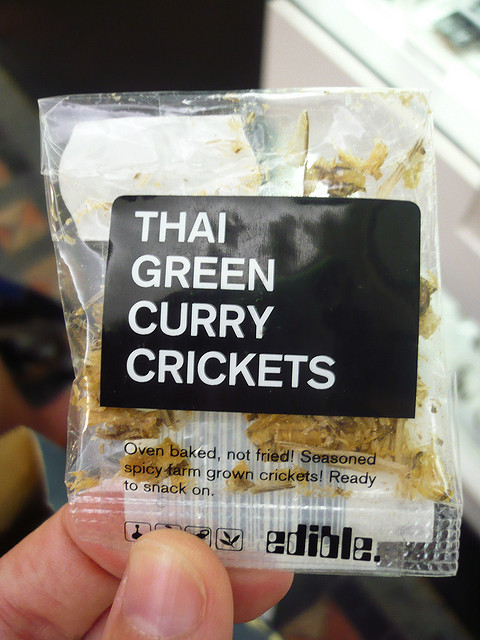 THAI
GREEN
CURRY
CRICKETS
Oven baked, not fried! Seasoned
spicy farm grown crickets! Ready
to snack on.
edible.